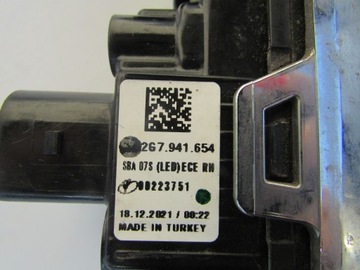 2G7.941.654
SBA 07S (LED)ECE RH
00223751
18.12.2021 / 00:22
MADE IN TURKEY